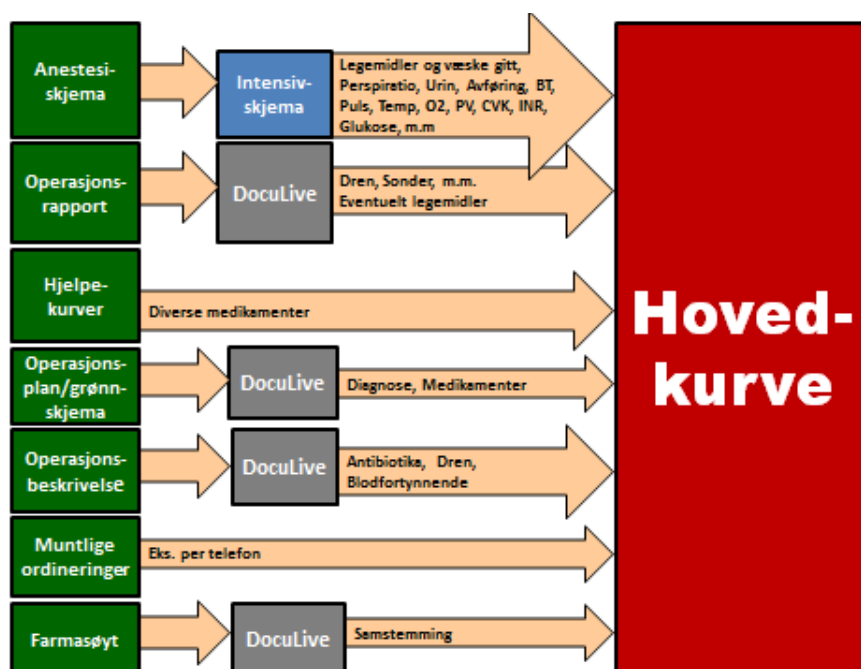 Anestesi-
skjema
Intensiv-
skjema
Legemidler og væske gitt,
Perspiratio, Urin, Avføring, BT,
Puls, Temp, O2, PV, CVK, INR,
Glukose, m.m
Operasjons-
rapport
DocuLive
Dren, Sonder, m.m.
Eventuelt legemidler
Hjelpe-
kurver
Diverse medikamenter
Operasjons-
plan/grønn-
skjema
DocuLive
Diagnose, Medikamenter
Operasjons-
beskrivelse
DocuLive
Antibiotika, Dren,
Blodfortynnende
Muntlige
ordineringer
Eks. per telefon
Farmasøyt
DocuLive
Samstemming
Hoved-
kurve